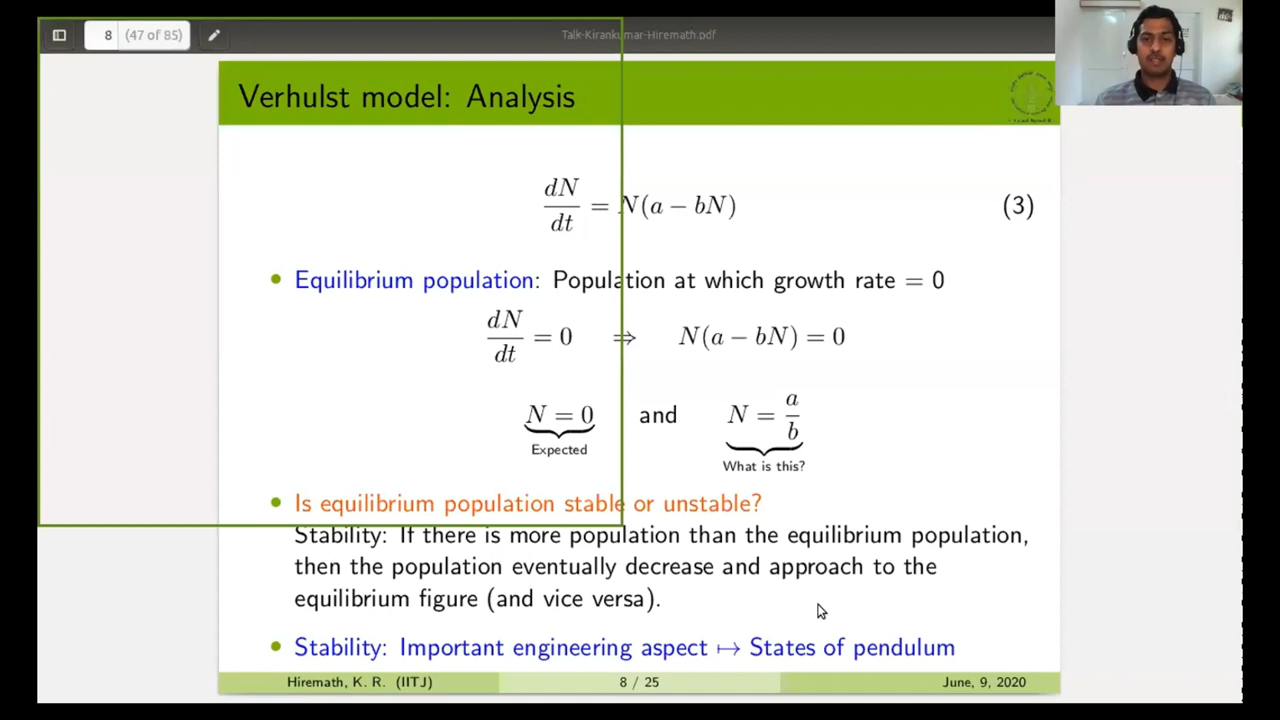 8 (47 of 85)
Talk-Kirankumar-Hiremath.pdf
Verhulst model: Analysis
dN/dt = N(a − bN) (3)
• Equilibrium population: Population at which growth rate = 0
dN/dt = 0 ⇒ N(a − bN) = 0
N = 0 and N = a/b
Expected
What is this?
• Is equilibrium population stable or unstable?
Stability: If there is more population than the equilibrium population,
then the population eventually decrease and approach to the
equilibrium figure (and vice versa).
• Stability: Important engineering aspect ↦ States of pendulum
Hiremath, K. R. (IITJ) 8 / 25 June, 9, 2020